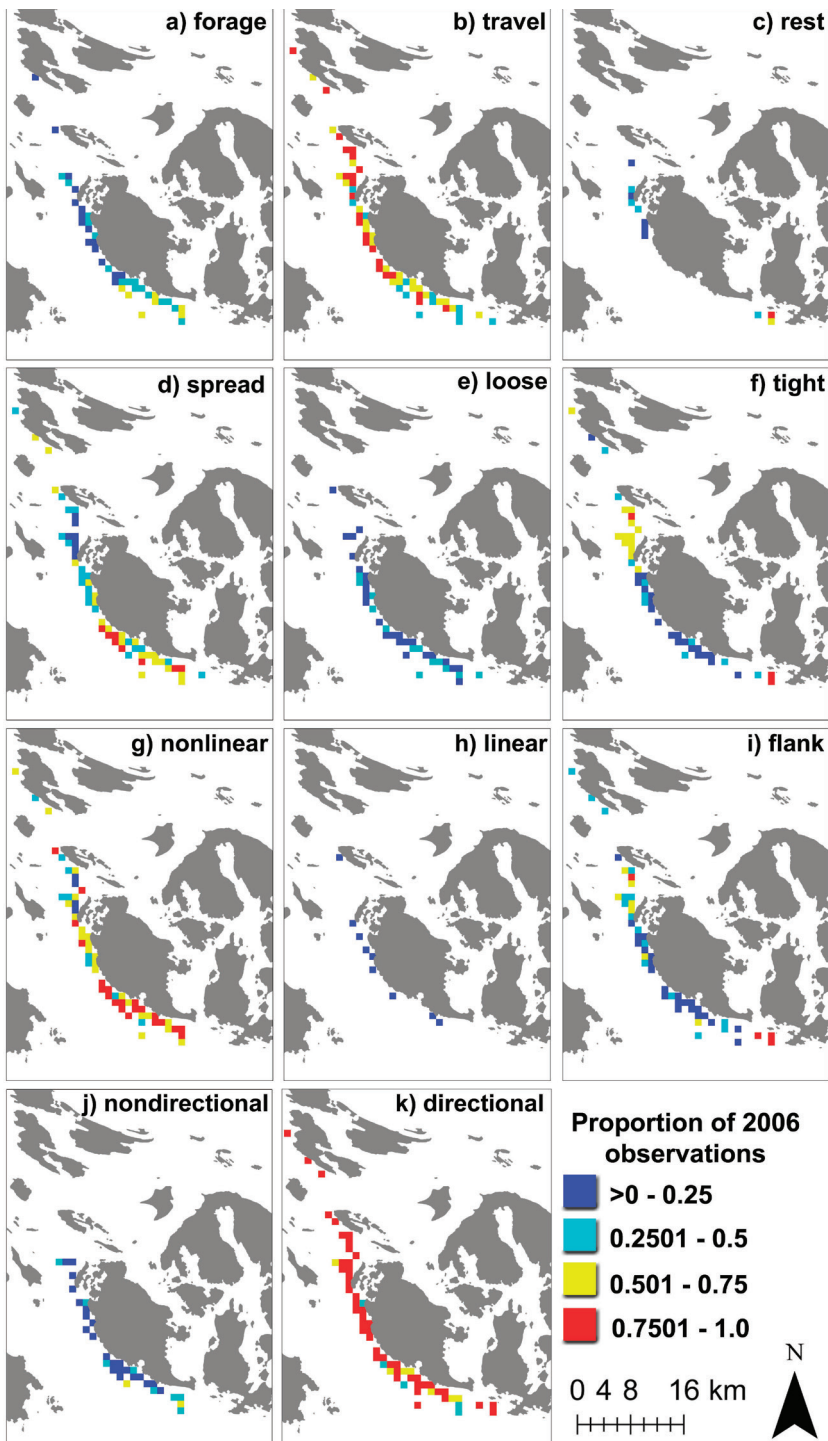 a) forage
b) travel
c) rest
d) spread
e) loose
f) tight
g) nonlinear
h) linear
i) flank
j) nondirectional
k) directional
Proportion of 2006
observations
>0 - 0.25
0.2501 - 0.5
0.501 - 0.75
0.7501 - 1.0
N
0 4 8 16 km